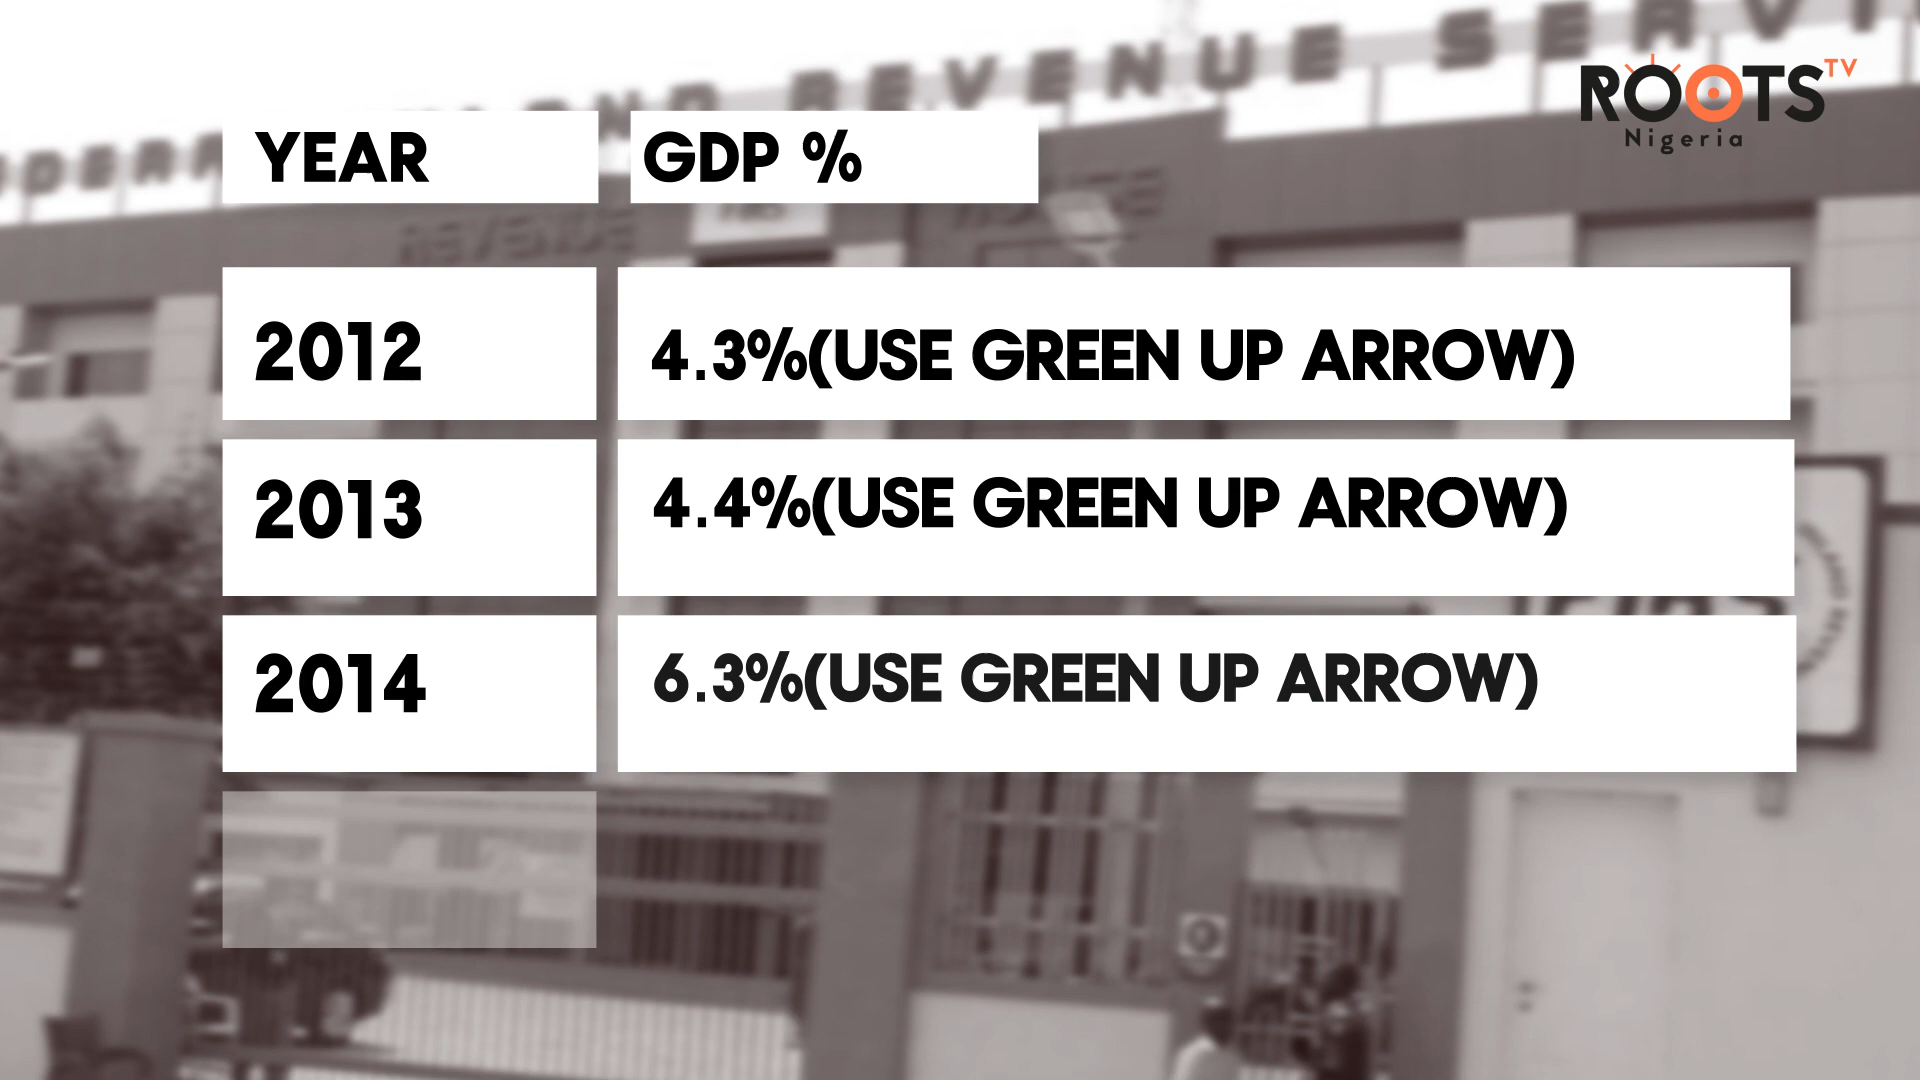 REVENUE SERVI
ROOTS TV
Nigeria
YEAR GDP %
REVENUE
2012 4.3%(USE GREEN UP ARROW)
2013 4.4%(USE GREEN UP ARROW)
2014 6.3%(USE GREEN UP ARROW)